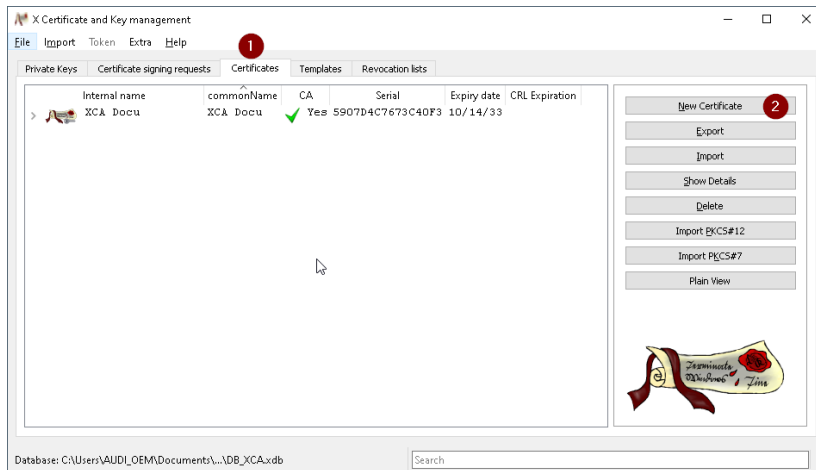 X Certificate and Key management
File Import Token Extra Help
1
Private Keys Certificate signing requests Certificates Templates Revocation lists
Internal name commonName CA Serial Expiry date CRL Expiration
XCA Docu XCA Docu Yes 5907D4C7673C40F3 10/14/33
New Certificate 2
Export
Import
Show Details
Delete
Import PKCS#12
Import PKCS#7
Plain View
Terminate
Windows
Time
Database: C:\Users\AUDI_OEM\Documents\...\DB_XCA.xdb
Search